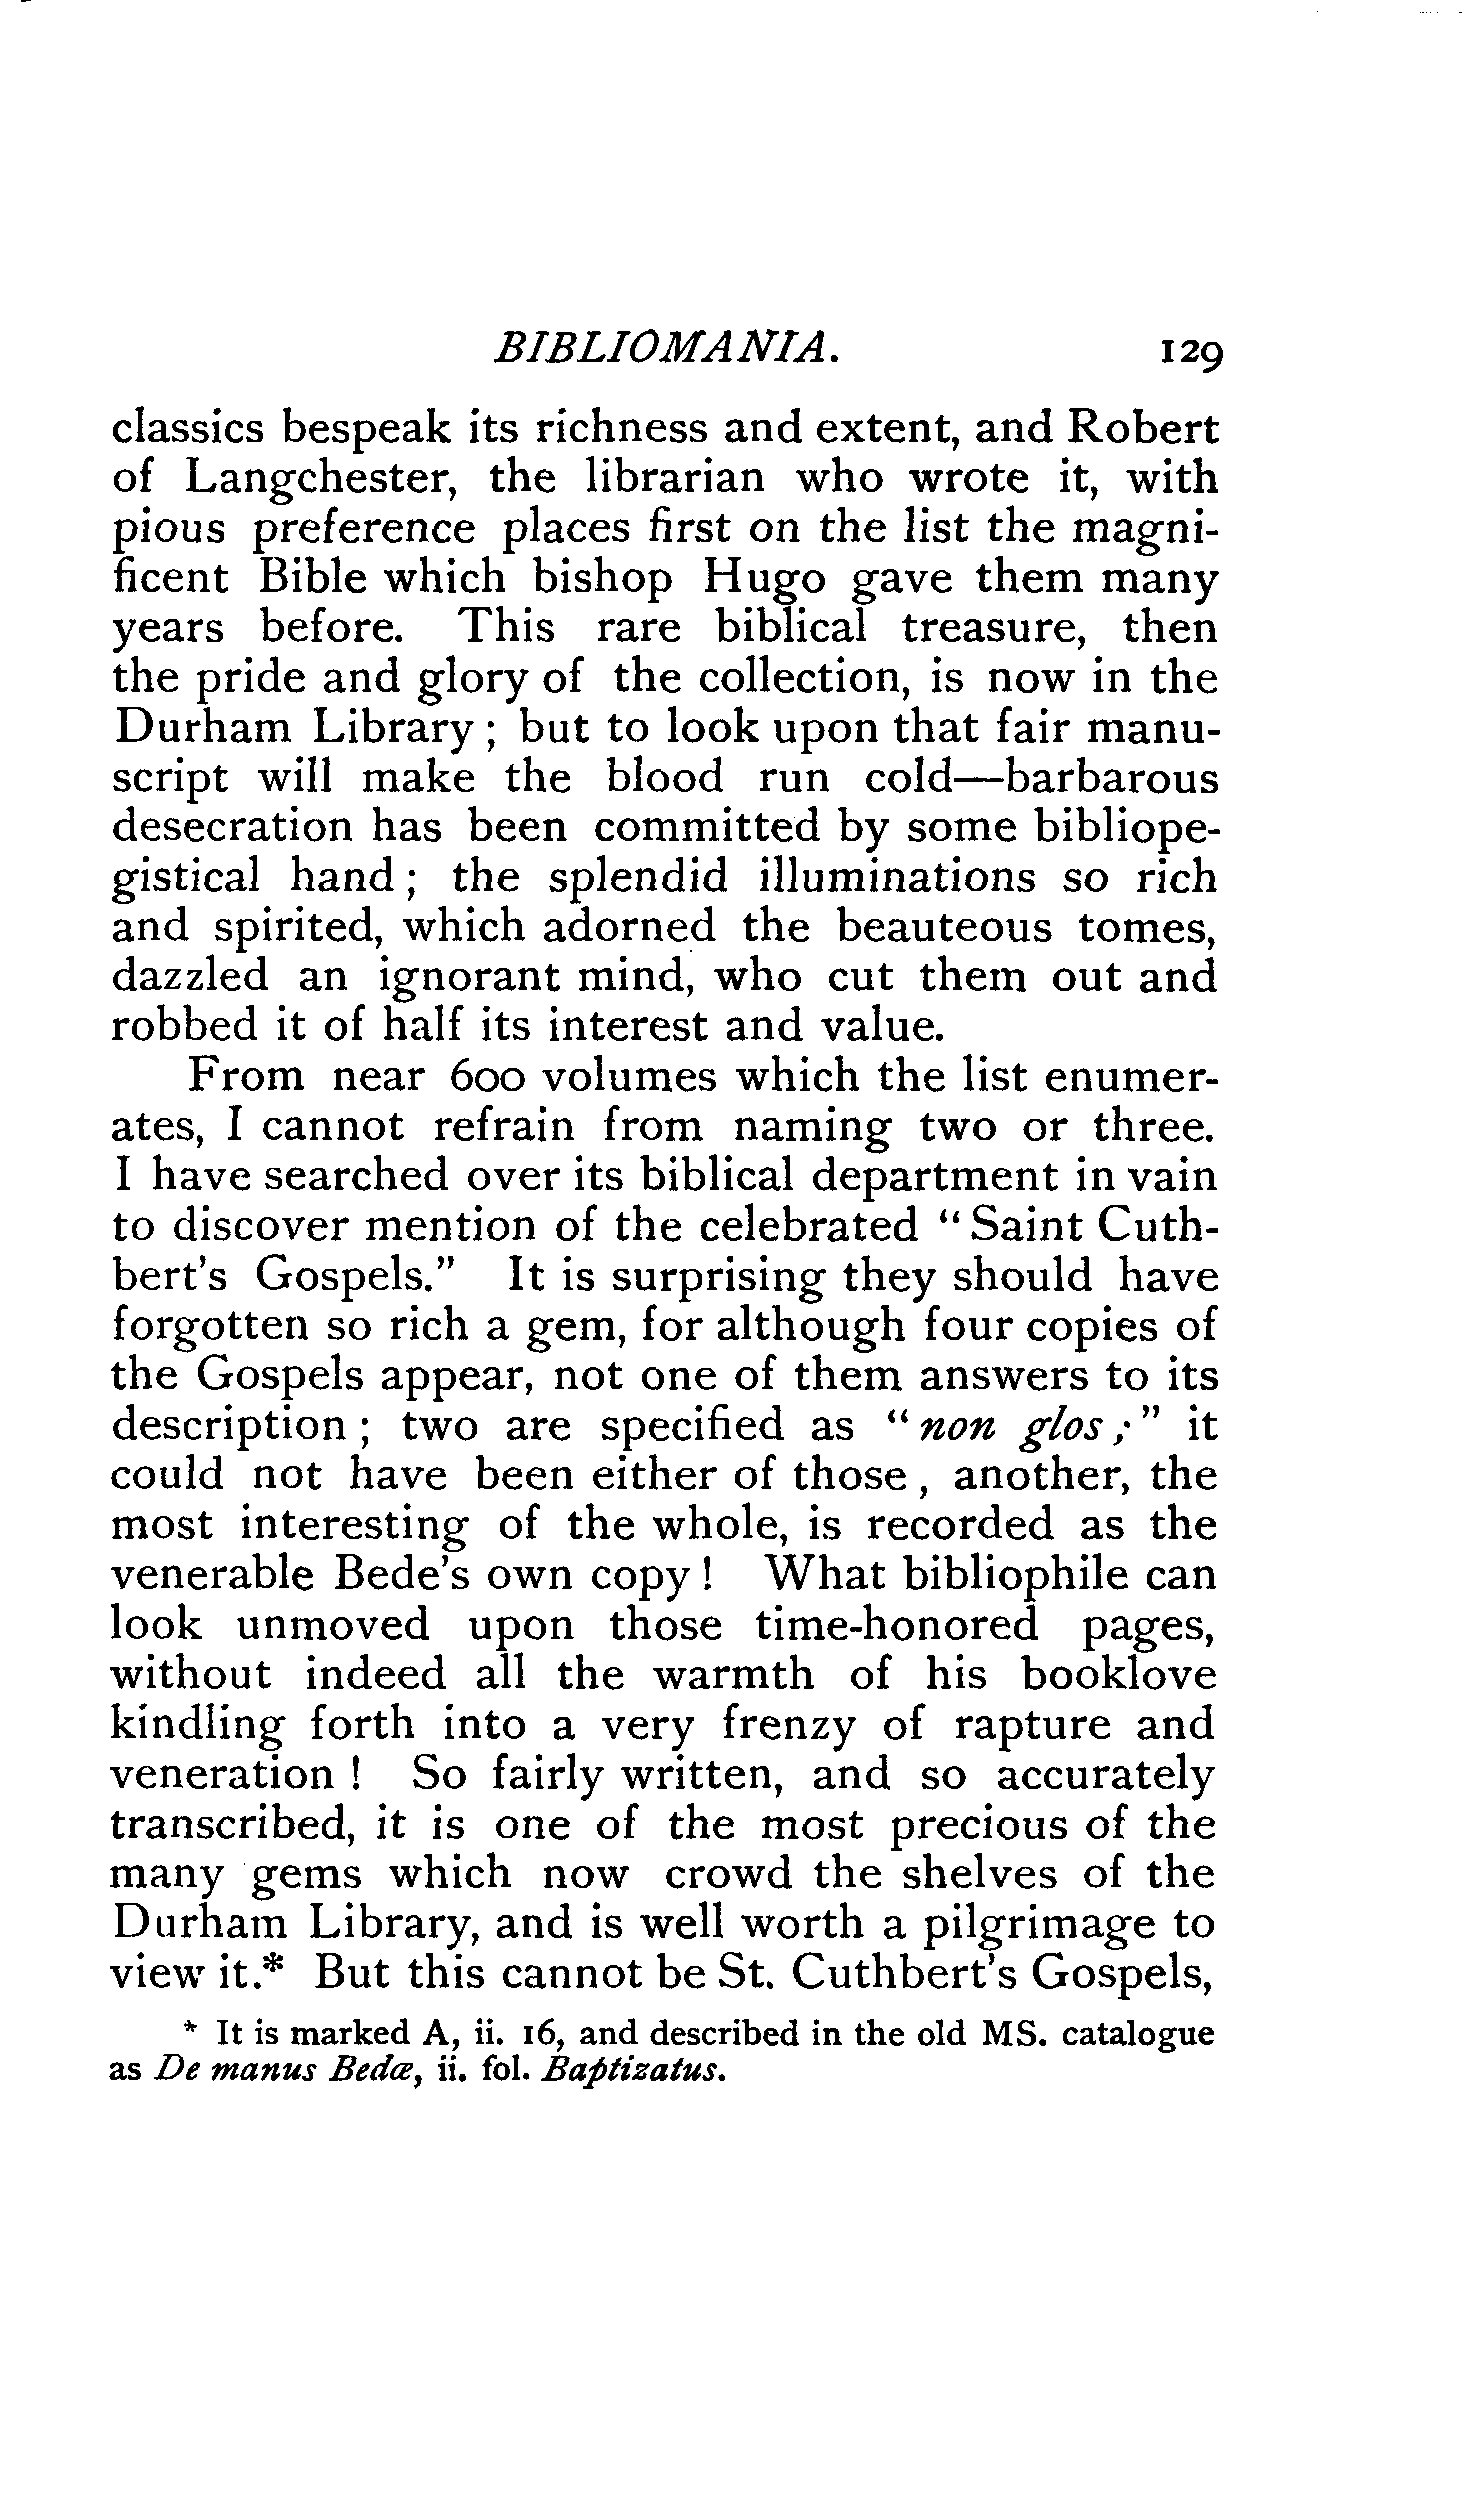 BIBLIOMANIA. 129
classics bespeak its richness and extent, and Robert
of Langchester, the librarian who wrote it, with
pious preference places first on the list the magni-
ficent Bible which bishop Hugo gave them many
years before. This rare biblical treasure, then
the pride and glory of the collection, is now in the
Durham Library ; but to look upon that fair manu-
script will make the blood run cold—barbarous
desecration has been committed by some bibliope-
gistical hand ; the splendid illuminations so rich
and spirited, which adorned the beauteous tomes,
dazzled an ignorant mind, who cut them out and
robbed it of half its interest and value.
From near 600 volumes which the list enumer-
ates, I cannot refrain from naming two or three.
I have searched over its biblical department in vain
to discover mention of the celebrated “ Saint Cuth-
bert's Gospels.” It is surprising they should have
forgotten so rich a gem, for although four copies of
the Gospels appear, not one of them answers to its
description ; two are specified as “ non glos ; ” it
could not have been either of those , another, the
most interesting of the whole, is recorded as the
venerable Bede's own copy ! What bibliophile can
look unmoved upon those time-honored pages,
without indeed all the warmth of his booklove
kindling forth into a very frenzy of rapture and
veneration ! So fairly written, and so accurately
transcribed, it is one of the most precious of the
many gems which now crowd the shelves of the
Durham Library, and is well worth a pilgrimage to
view it.* But this cannot be St. Cuthbert's Gospels,
* It is marked A, ii. 16, and described in the old MS. catalogue
as De manus Bedæ, ii. fol. Baptizatus.